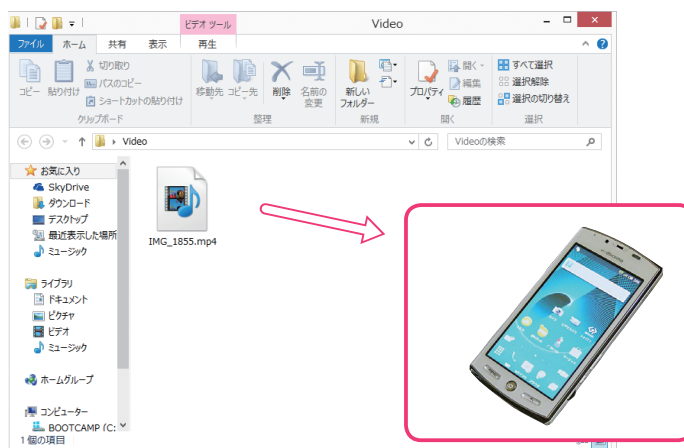 ビデオ ツール
Video
ファイル ホーム 共有 表示 再生
コピー
貼り付け
切り取り
パスのコピー
ショートカットの貼り付け
クリップボード
移動先
コピー先
削除
名前の
変更
整理
新しい
フォルダー
新規
プロパティ
開く
編集
履歴
開く
すべて選択
選択解除
選択の切り替え
選択
Video
Videoの検索
お気に入り
SkyDrive
ダウンロード
デスクトップ
最近表示した場所
ミュージック
ライブラリ
ドキュメント
ピクチャ
ビデオ
ミュージック
ホームグループ
コンピューター
BOOTCAMP (C:
IMG_1855.mp4
1 個の項目